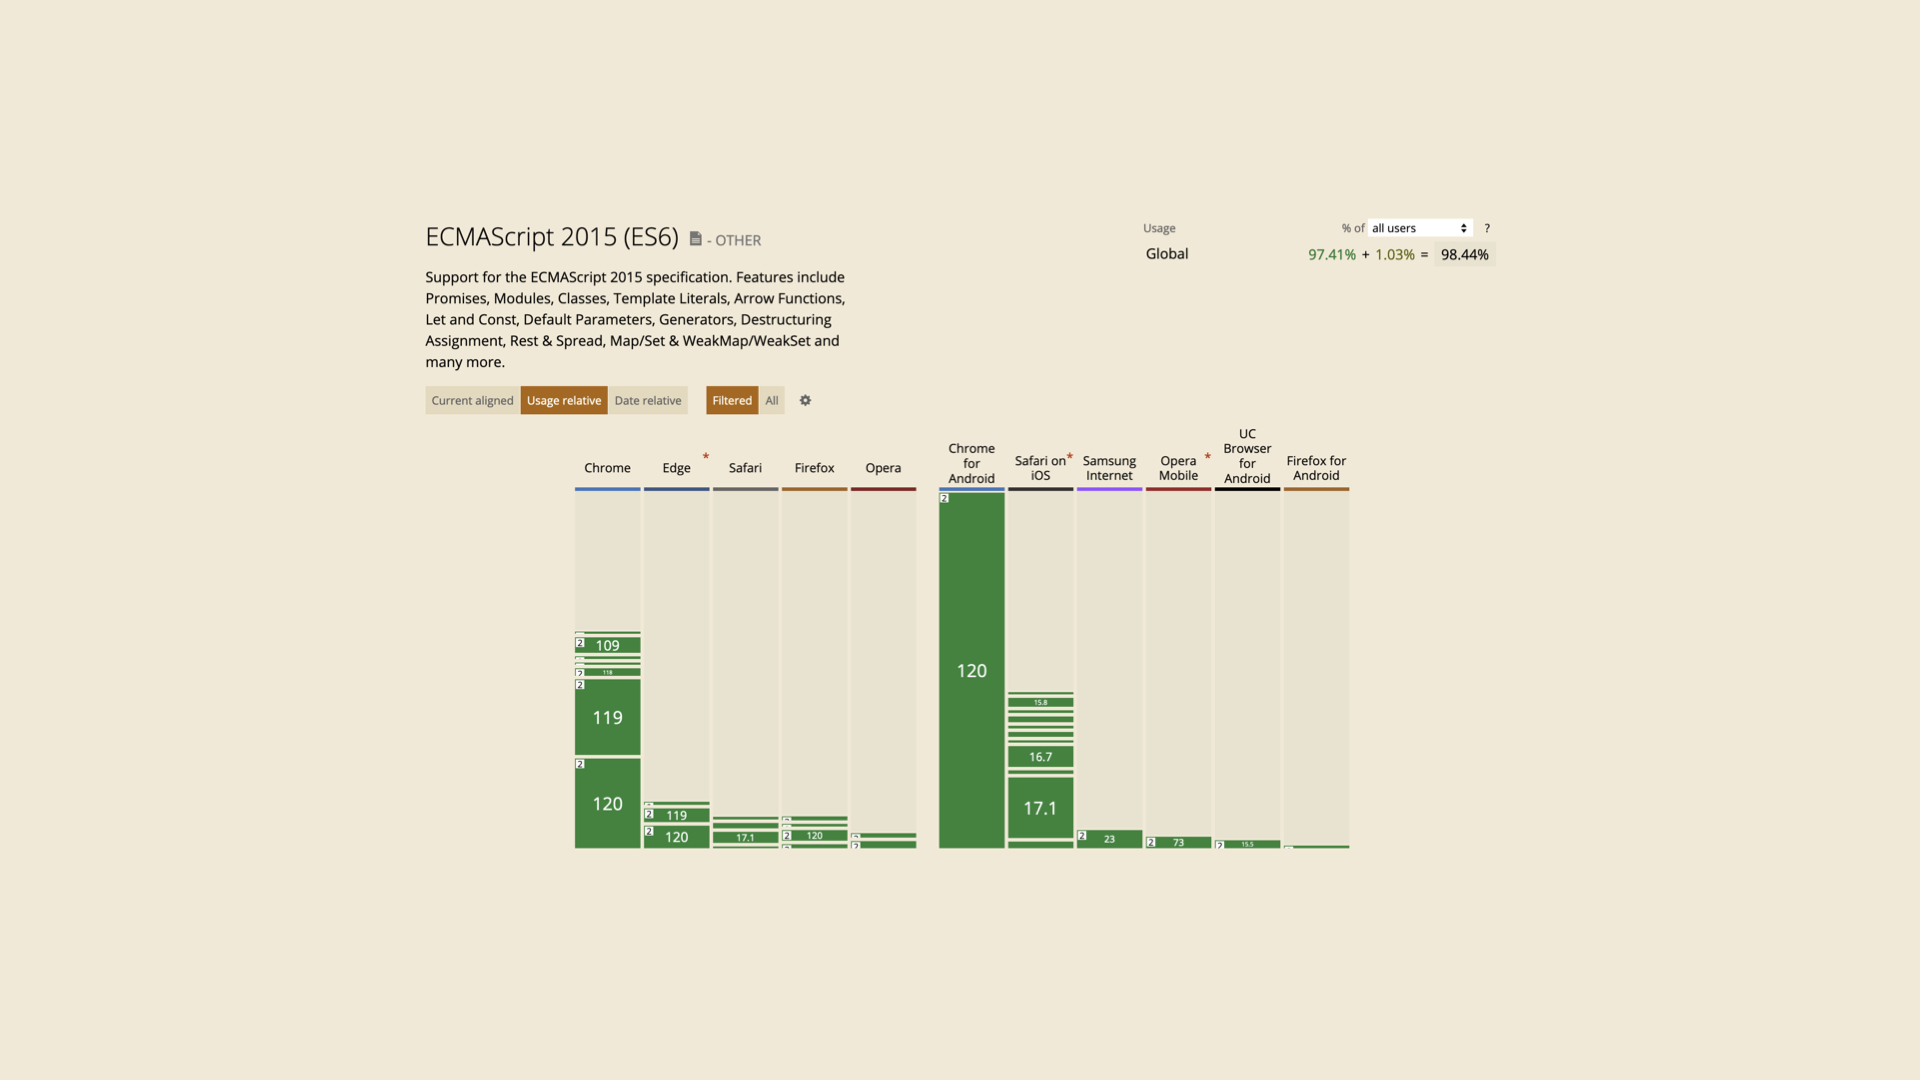 ECMAScript 2015 (ES6) - OTHER
Usage % of all users ?
Global 97.41% + 1.03% = 98.44%
Support for the ECMAScript 2015 specification. Features include
Promises, Modules, Classes, Template Literals, Arrow Functions,
Let and Const, Default Parameters, Generators, Destructuring
Assignment, Rest & Spread, Map/Set & WeakMap/WeakSet and
many more.
Current aligned Usage relative Date relative Filtered All
Chrome
Edge *
Safari
Firefox
Opera
Chrome
for
Android
Safari on *
iOS
Samsung
Internet
Opera *
Mobile
UC
Browser
for
Android
Firefox for
Android
2 109
2 118
2 119
2 120
2 119
2 120
17.1
2 120
2
2
2 120
15.8
16.7
17.1
2 23
2 73
2 15.5